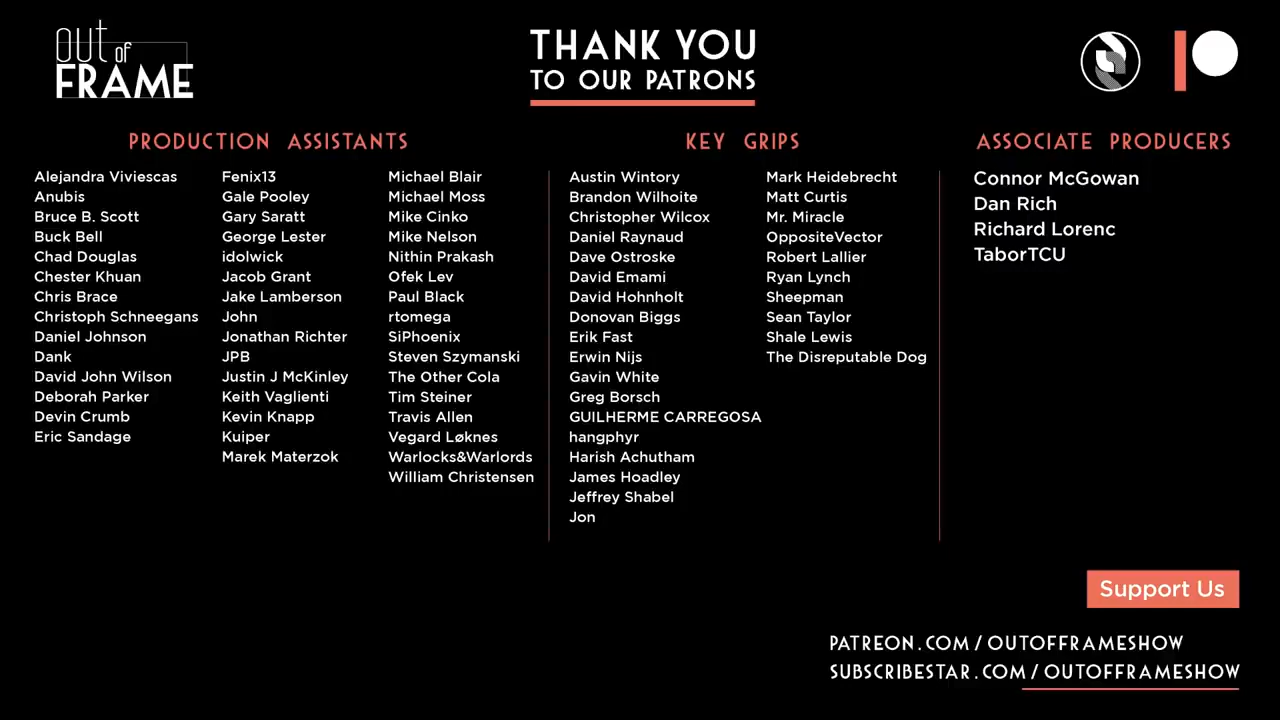 OUT OF
FRAME
THANK YOU
TO OUR PATRONS
PRODUCTION ASSISTANTS
Alejandra Viviescas
Anubis
Bruce B. Scott
Buck Bell
Chad Douglas
Chester Khuan
Chris Brace
Christoph Schneegans
Daniel Johnson
Dank
David John Wilson
Deborah Parker
Devin Crumb
Eric Sandage
Fenix13
Gale Pooley
Gary Saratt
George Lester
idolwick
Jacob Grant
Jake Lamberson
John
Jonathan Richter
JPB
Justin J McKinley
Keith Vaglienti
Kevin Knapp
Kuiper
Marek Materzok
Michael Blair
Michael Moss
Mike Cinko
Mike Nelson
Nithin Prakash
Ofek Lev
Paul Black
rtomega
SiPhoenix
Steven Szymanski
The Other Cola
Tim Steiner
Travis Allen
Vegard Løknes
Warlocks&Warlords
William Christensen
KEY GRIPS
Austin Wintory
Brandon Wilhoite
Christopher Wilcox
Daniel Raynaud
Dave Ostroske
David Emami
David Hohnholt
Donovan Biggs
Erik Fast
Erwin Nijs
Gavin White
Greg Borsch
GUILHERME CARREGOSA
hangphyr
Harish Achutham
James Hoadley
Jeffrey Shabel
Jon
Mark Heidebrecht
Matt Curtis
Mr. Miracle
OppositeVector
Robert Lallier
Ryan Lynch
Sheepman
Sean Taylor
Shale Lewis
The Disreputable Dog
ASSOCIATE PRODUCERS
Connor McGowan
Dan Rich
Richard Lorenc
TaborTCU
Support Us
PATREON.COM/OUTOFFRAMESHOW
SUBSCRIBESTAR.COM/OUTOFFRAMESHOW